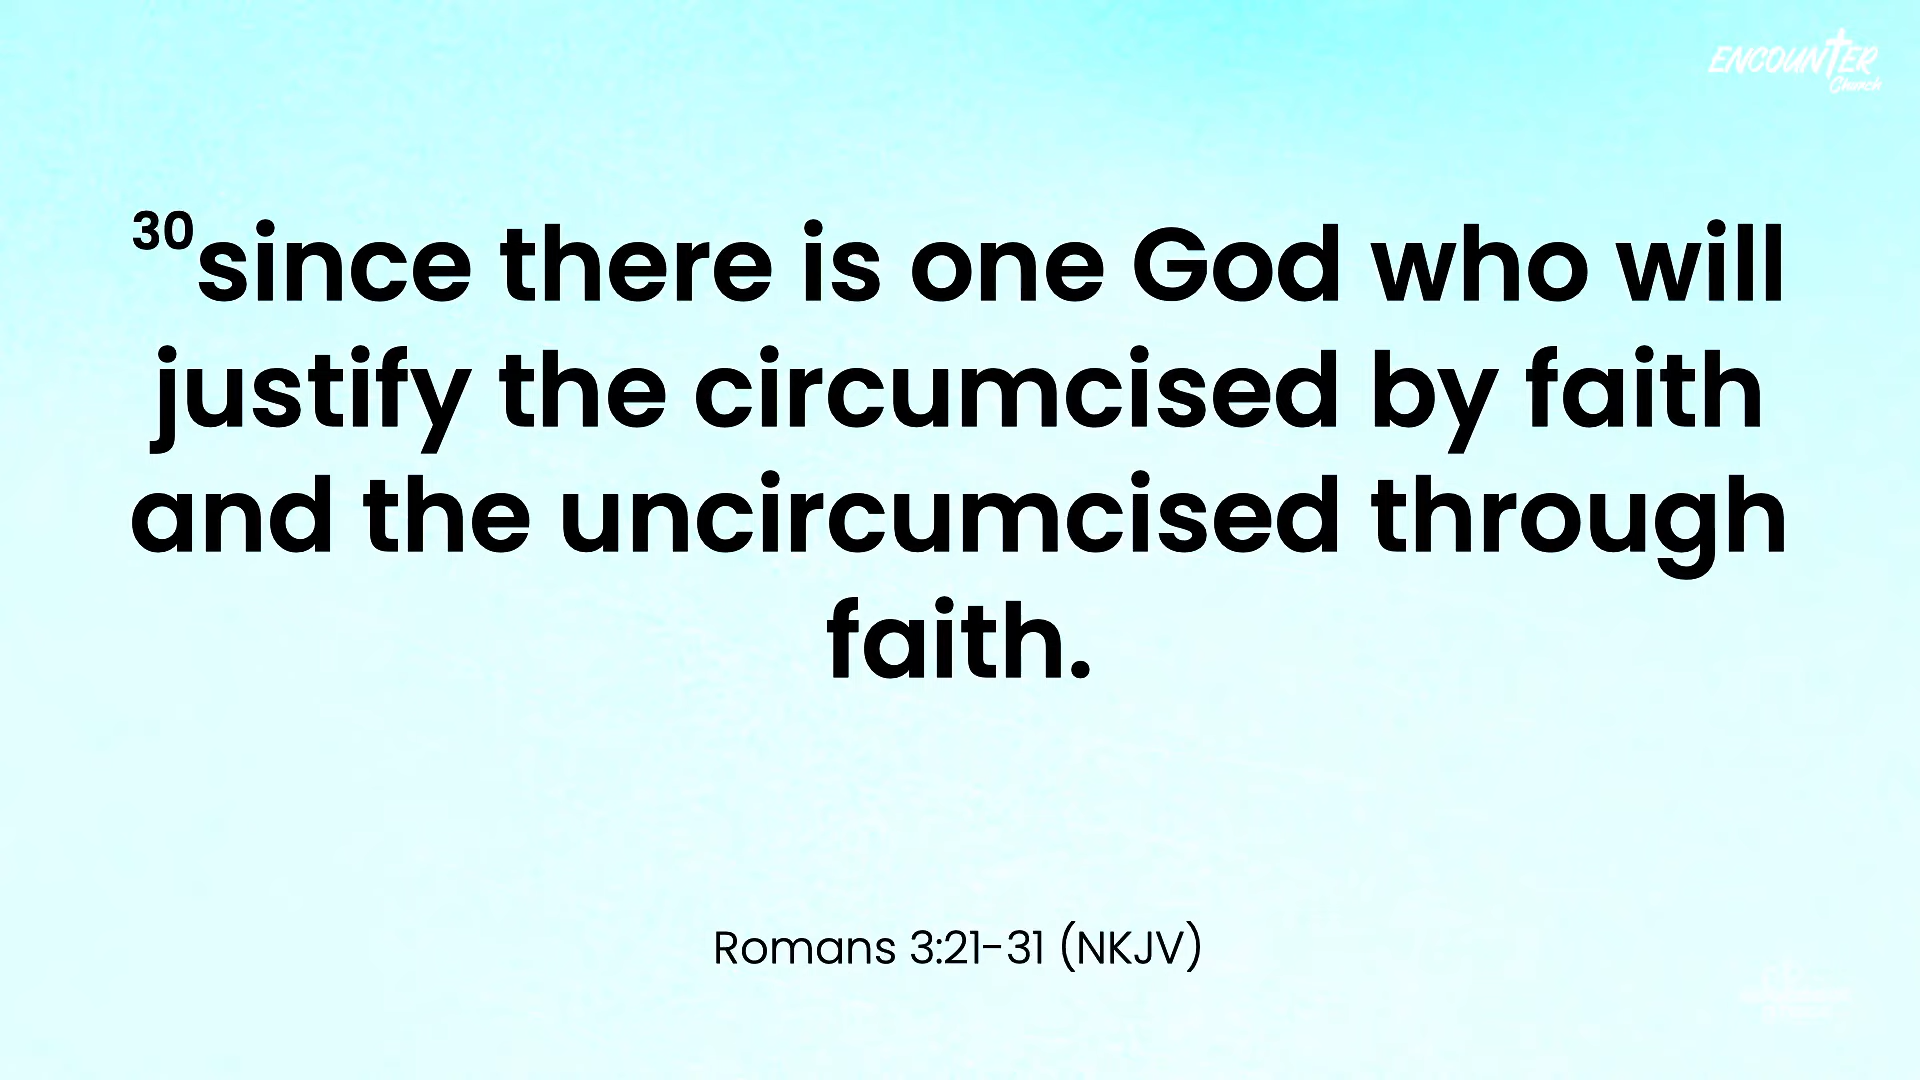 ENCOUNTER
Church
30since there is one God who will
justify the circumcised by faith
and the uncircumcised through
faith.
Romans 3:21-31 (NKJV)